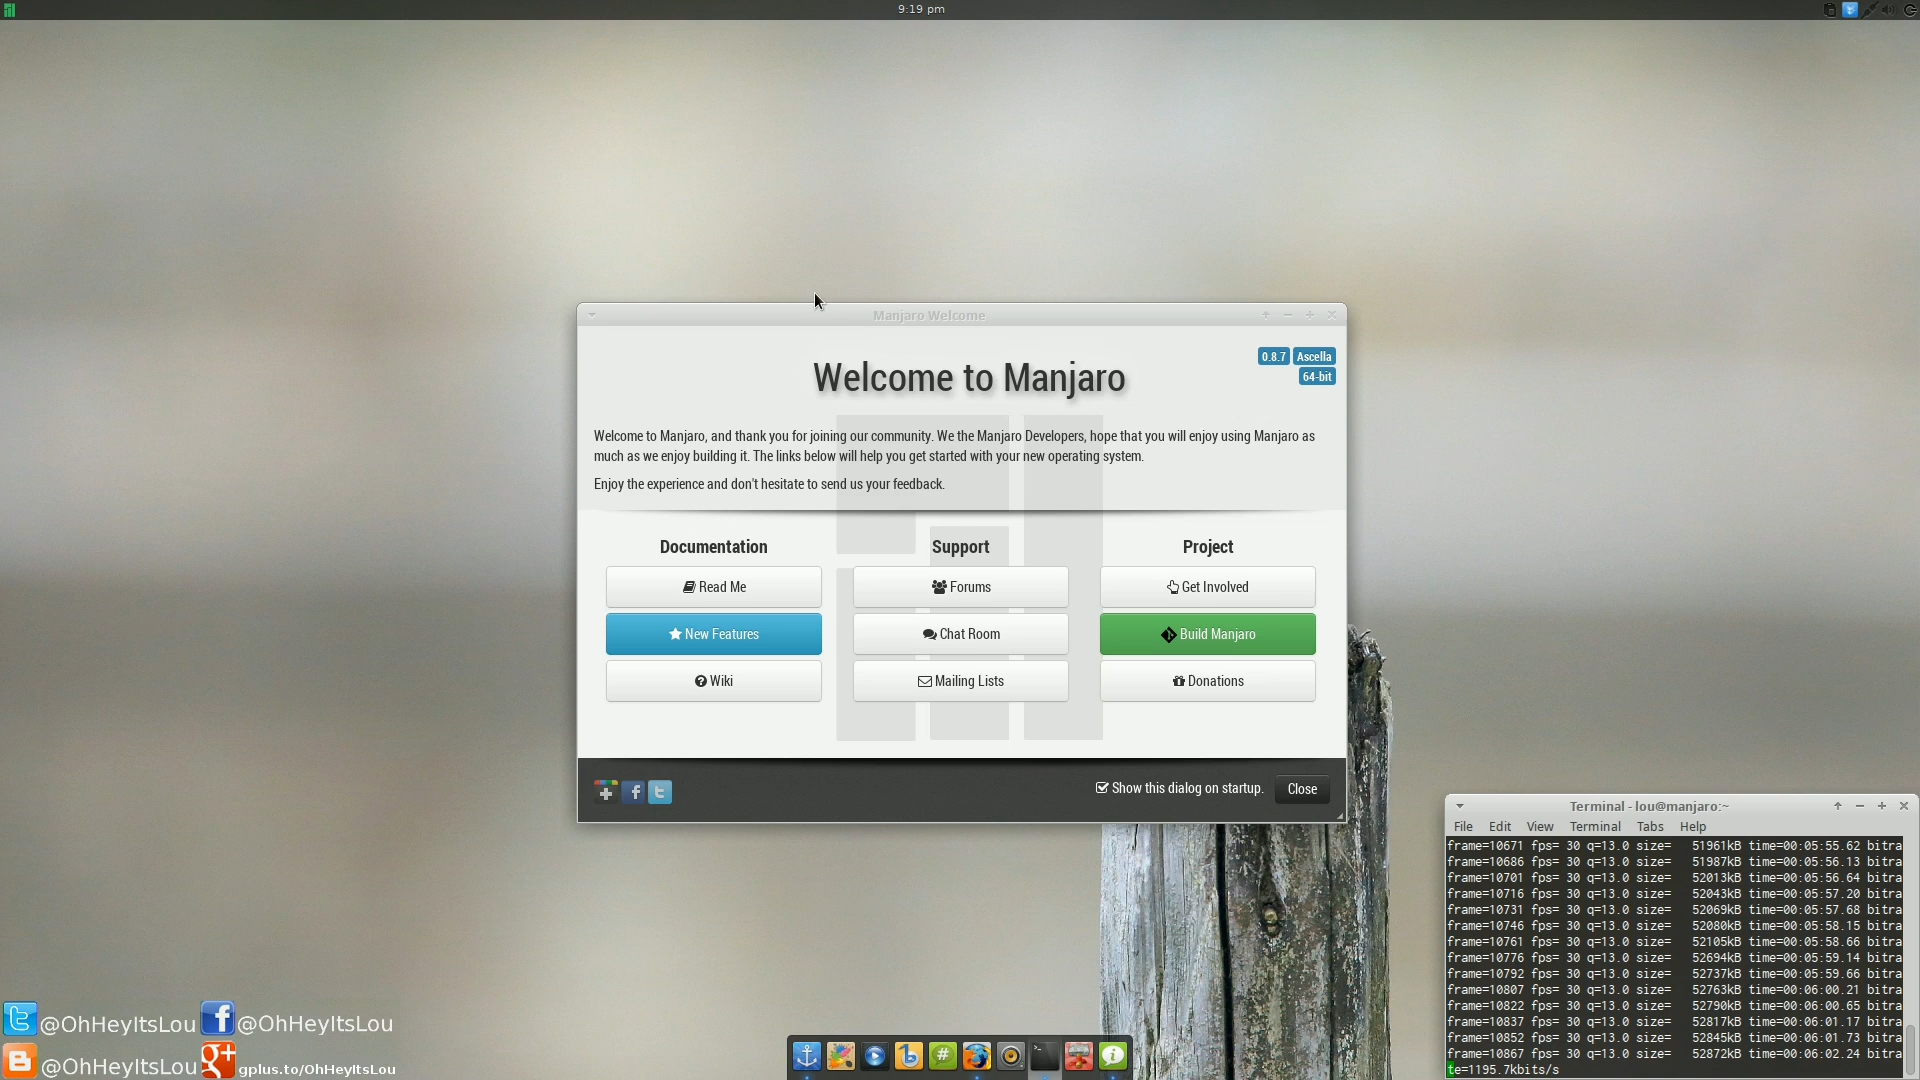 9:19 pm
Manjaro Welcome
0.8.7 Ascella
64-bit
Welcome to Manjaro
Welcome to Manjaro, and thank you for joining our community. We the Manjaro Developers, hope that you will enjoy using Manjaro as
much as we enjoy building it. The links below will help you get started with your new operating system.
Enjoy the experience and don't hesitate to send us your feedback.
Documentation
Read Me
New Features
Wiki
Support
Forums
Chat Room
Mailing Lists
Project
Get Involved
Build Manjaro
Donations
Show this dialog on startup.
Close
Terminal - lou@manjaro:~
File Edit View Terminal Tabs Help
frame=10671 fps= 30 q=13.0 size= 51961kB time=00:05:55.62 bitra
frame=10686 fps= 30 q=13.0 size= 51987kB time=00:05:56.13 bitra
frame=10701 fps= 30 q=13.0 size= 52013kB time=00:05:56.64 bitra
frame=10716 fps= 30 q=13.0 size= 52043kB time=00:05:57.20 bitra
frame=10731 fps= 30 q=13.0 size= 52069kB time=00:05:57.68 bitra
frame=10746 fps= 30 q=13.0 size= 52080kB time=00:05:58.15 bitra
frame=10761 fps= 30 q=13.0 size= 52105kB time=00:05:58.66 bitra
frame=10776 fps= 30 q=13.0 size= 52694kB time=00:05:59.14 bitra
frame=10792 fps= 30 q=13.0 size= 52737kB time=00:05:59.66 bitra
frame=10807 fps= 30 q=13.0 size= 52763kB time=00:06:00.21 bitra
frame=10822 fps= 30 q=13.0 size= 52790kB time=00:06:00.65 bitra
frame=10837 fps= 30 q=13.0 size= 52817kB time=00:06:01.17 bitra
frame=10852 fps= 30 q=13.0 size= 52845kB time=00:06:01.73 bitra
frame=10867 fps= 30 q=13.0 size= 52872kB time=00:06:02.24 bitra
te=1195.7kbits/s
@OhHeyItsLou
@OhHeyItsLou
@OhHeyItsLou
gplus.to/OhHeyItsLou